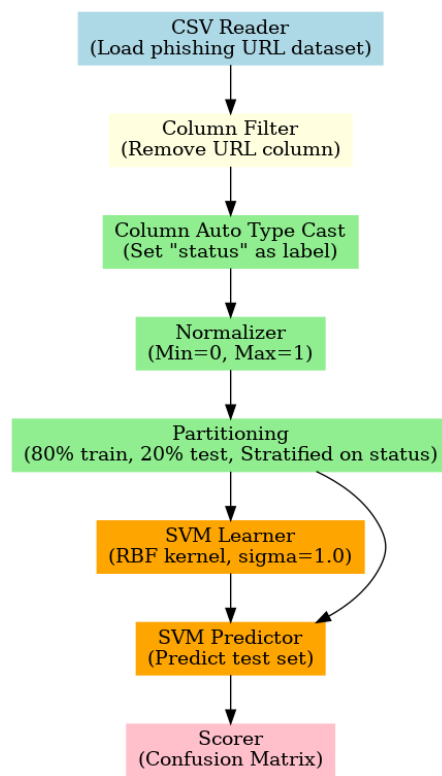 CSV Reader
(Load phishing URL dataset)
Column Filter
(Remove URL column)
Column Auto Type Cast
(Set "status" as label)
Normalizer
(Min=0, Max=1)
Partitioning
(80% train, 20% test, Stratified on status)
SVM Learner
(RBF kernel, sigma=1.0)
SVM Predictor
(Predict test set)
Scorer
(Confusion Matrix)